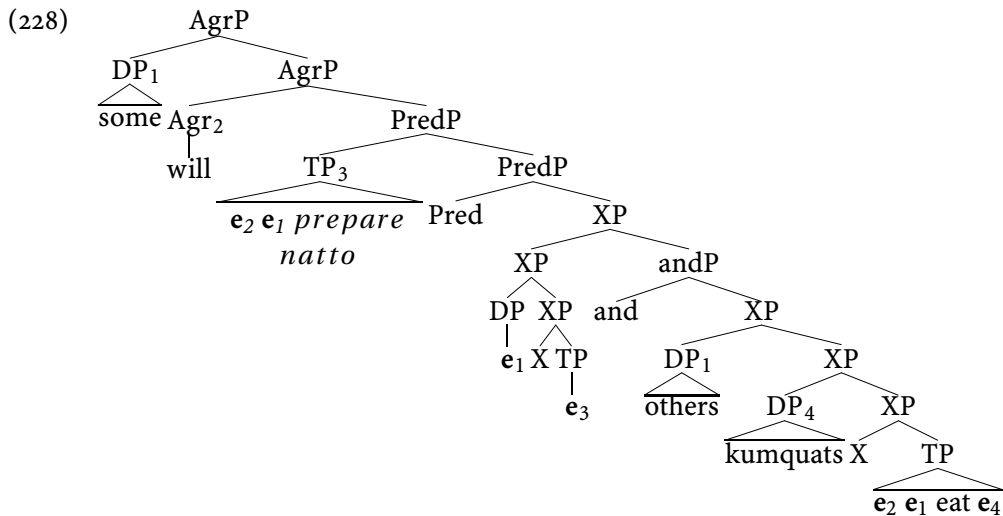 (228)
AgrP
DP₁ AgrP
some Agr₂ PredP
will TP₃ PredP
e₂ e₁ prepare Pred XP
natto
XP andP
DP XP and XP
e₁ X TP DP₁ XP
e₃ others DP₄ XP
kumquats X TP
e₂ e₁ eat e₄